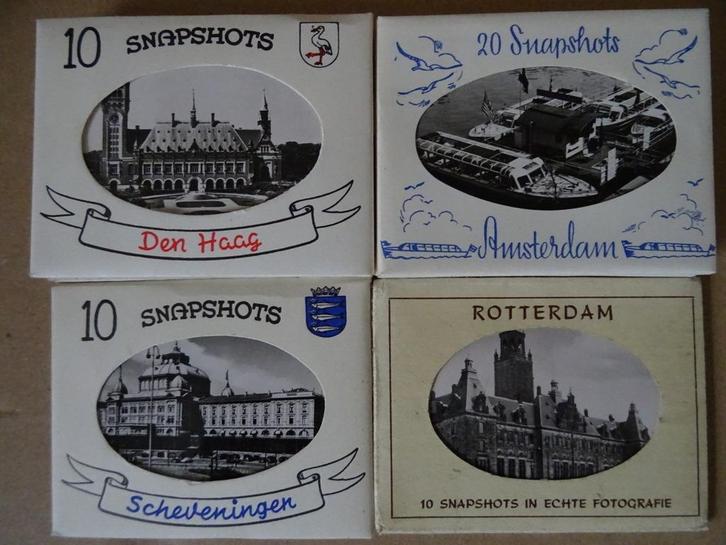 10 SNAPSHOTS
Den Haag
20 Snapshots
Amsterdam
10 SNAPSHOTS
Scheveningen
ROTTERDAM
10 SNAPSHOTS IN ECHTE FOTOGRAFIE